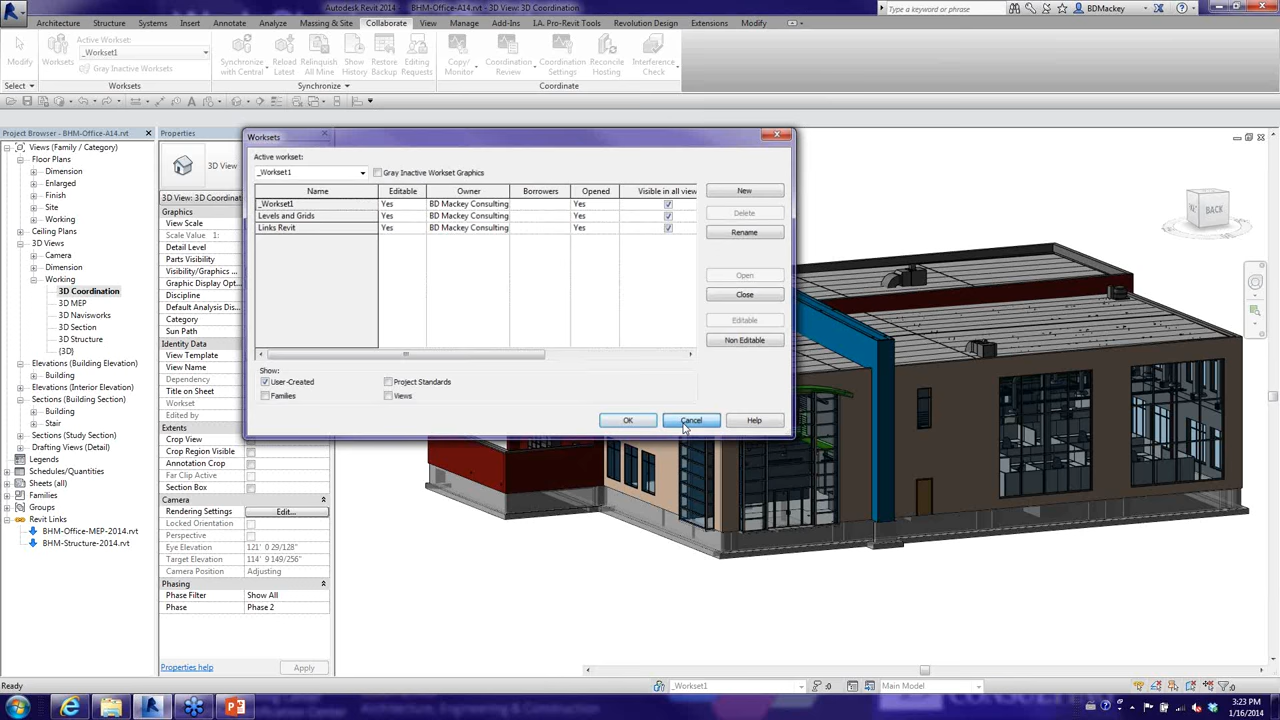 Autodesk Revit 2014 - BHM-Office-A14.rvt - 3D View: 3D Coordination
Type a keyword or phrase
BDMackey
Architecture Structure Systems Insert Annotate Analyze Massing & Site Collaborate View Manage Add-Ins I.A. Pro-Revit Tools Revolution Design Extensions Modify
Modify
Select
Worksets
Active Workset:
_Workset1
Gray Inactive Worksets
Worksets
Synchronize with Central
Reload Latest
Relinquish All Mine
Show History
Restore Backup
Editing Requests
Synchronize
Copy/ Monitor
Coordination Review
Coordination Settings
Reconcile Hosting
Interference Check
Coordinate
Project Browser - BHM-Office-A14.rvt
Views (Family / Category)
Floor Plans
Dimension
Enlarged
Finish
Site
Working
Ceiling Plans
3D Views
Camera
Dimension
Working
3D Coordination
3D MEP
3D Navisworks
3D Section
3D Structure
{3D}
Elevations (Building Elevation)
Building
Elevations (Interior Elevation)
Sections (Building Section)
Building
Stair
Sections (Study Section)
Drafting Views (Detail)
Legends
Schedules/Quantities
Sheets (all)
Families
Groups
Revit Links
BHM-Office-MEP-2014.rvt
BHM-Structure-2014.rvt
Properties
3D View
3D View: 3D Coordinat
Graphics
View Scale
Scale Value 1:
Detail Level
Parts Visibility
Visibility/Graphics ...
Graphic Display Opt...
Discipline
Default Analysis Dis...
Category
Sun Path
Identity Data
View Template
View Name
Dependency
Title on Sheet
Workset
Edited by
Extents
Crop View
Crop Region Visible
Annotation Crop
Far Clip Active
Section Box
Camera
Rendering Settings Edit...
Locked Orientation
Perspective
Eye Elevation 121' 0 29/128"
Target Elevation 114' 9 149/256"
Camera Position Adjusting
Phasing
Phase Filter Show All
Phase Phase 2
Properties help
Apply
Worksets
Active workset:
_Workset1
Gray Inactive Workset Graphics
Name Editable Owner Borrowers Opened Visible in all view
_Workset1 Yes BD Mackey Consulting Yes
Levels and Grids Yes BD Mackey Consulting Yes
Links Revit Yes BD Mackey Consulting Yes
New
Delete
Rename
Open
Close
Editable
Non Editable
Show:
User-Created
Project Standards
Families
Views
OK
Cancel
Help
BACK
Ready
_Workset1
:0
Main Model
:0
3:23 PM
1/16/2014